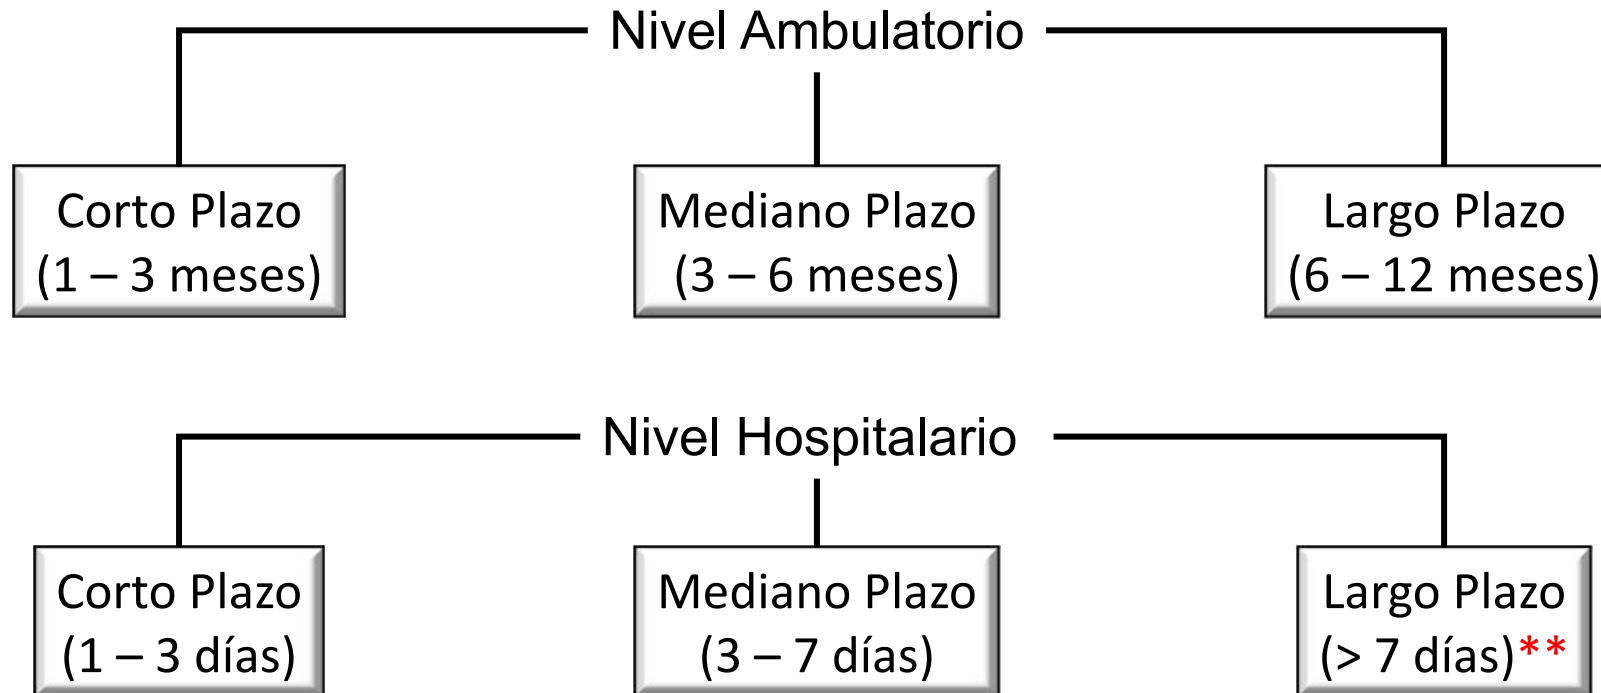 Nivel Ambulatorio
Corto Plazo
(1 – 3 meses)
Mediano Plazo
(3 – 6 meses)
Largo Plazo
(6 – 12 meses)
Nivel Hospitalario
Corto Plazo
(1 – 3 días)
Mediano Plazo
(3 – 7 días)
Largo Plazo
(> 7 días)**